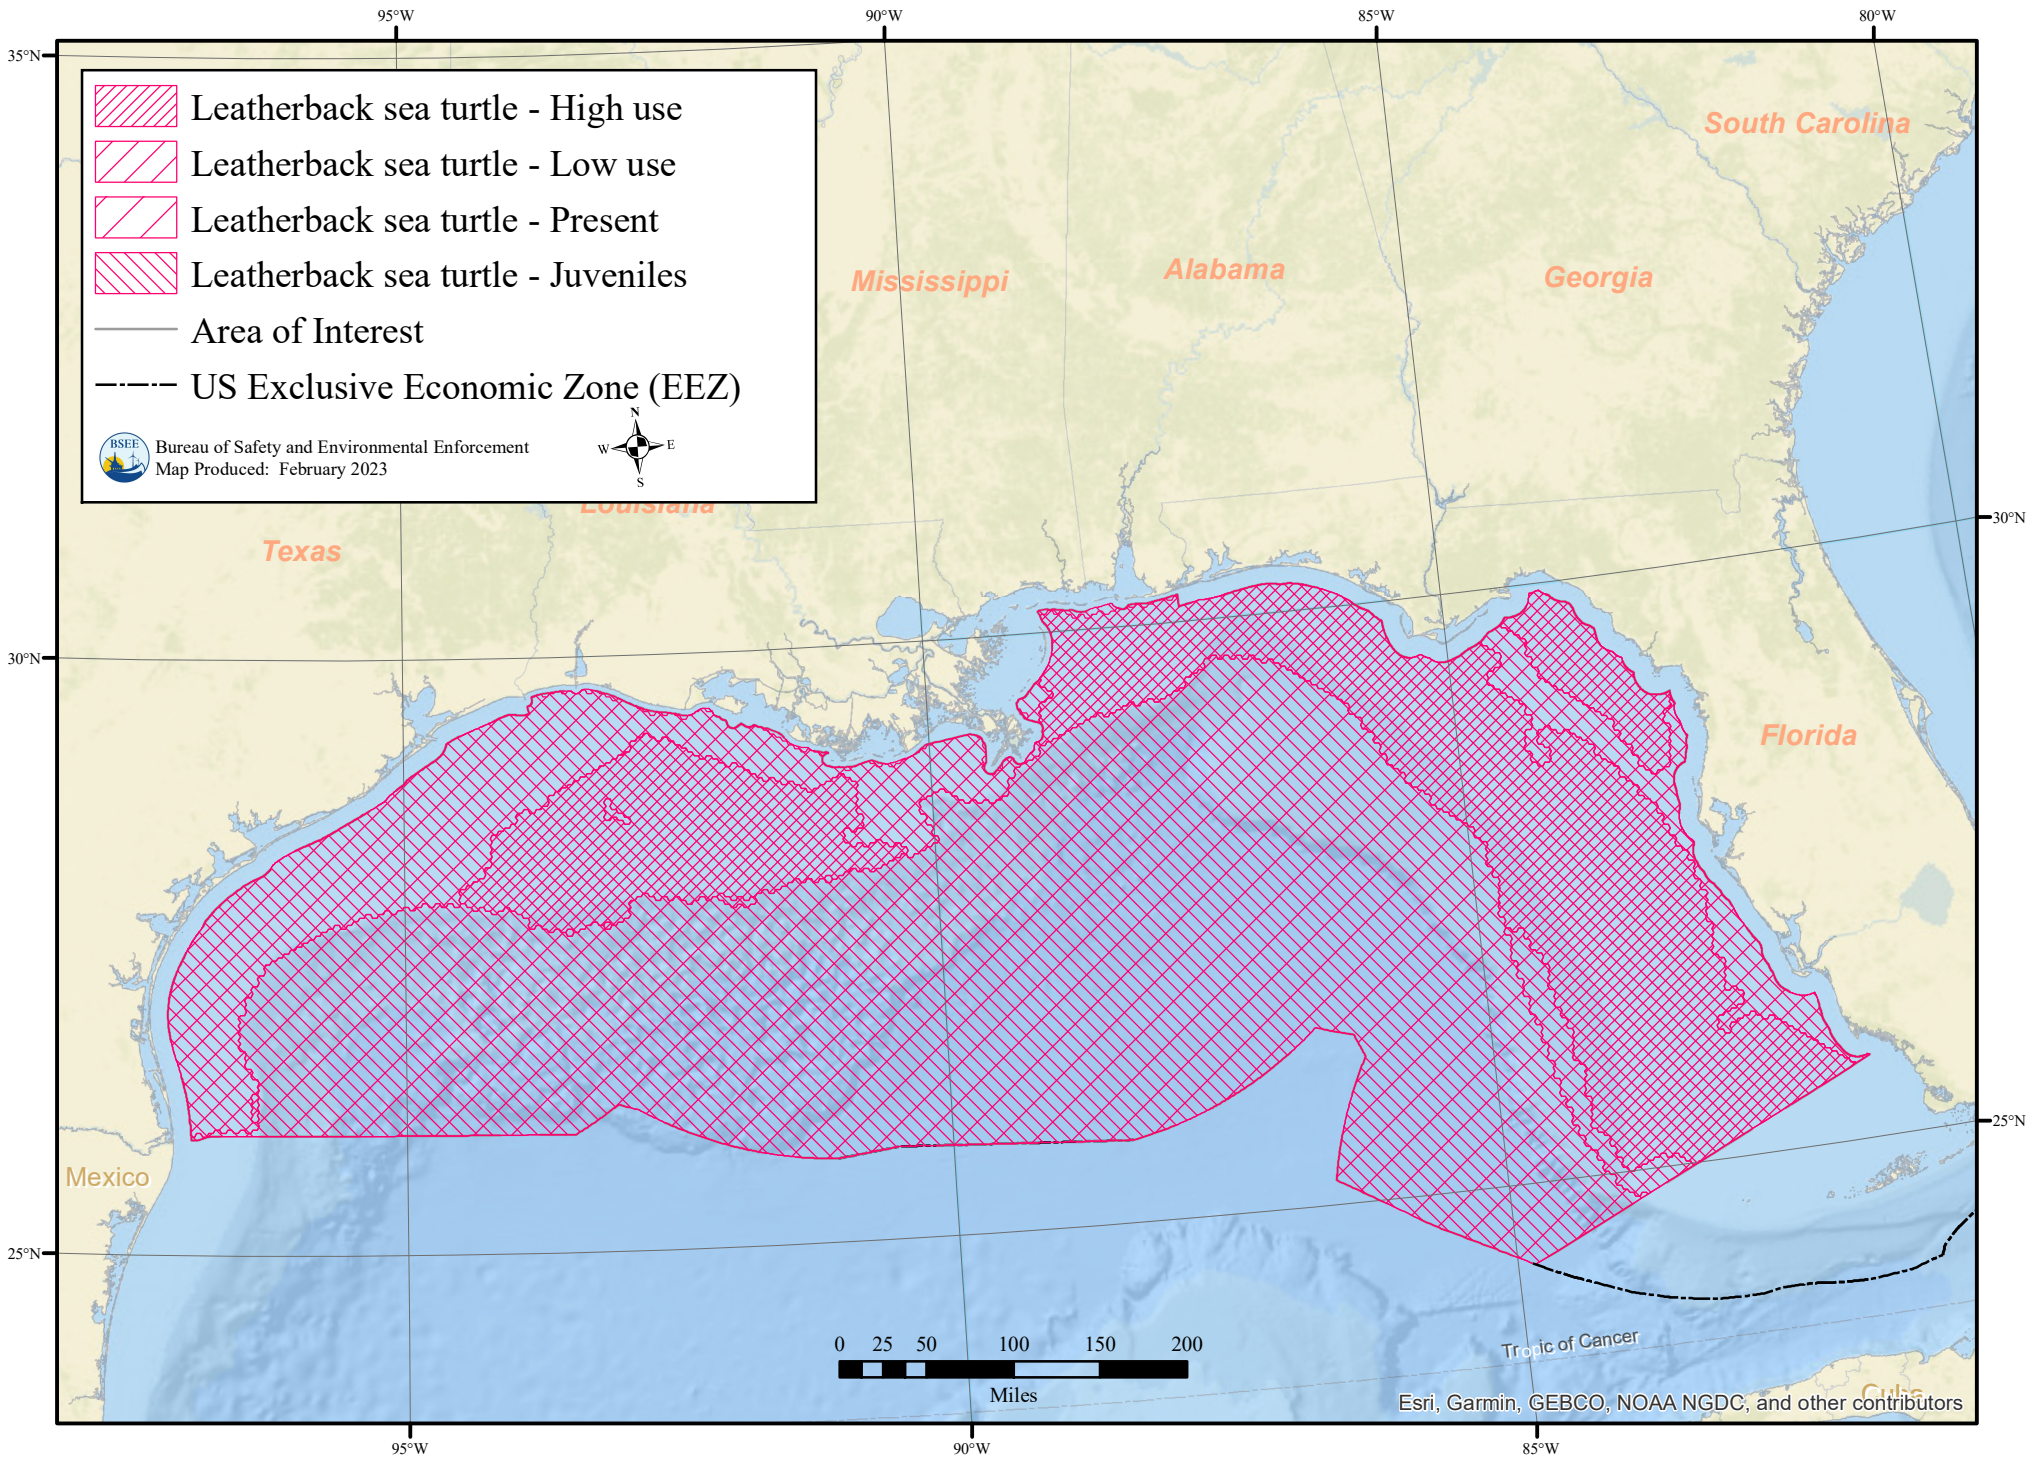 95°W 90°W 85°W 80°W
35°N
Leatherback sea turtle - High use
Leatherback sea turtle - Low use
Leatherback sea turtle - Present
Leatherback sea turtle - Juveniles
Area of Interest
US Exclusive Economic Zone (EEZ)
N
W E
S
BSEE
Bureau of Safety and Environmental Enforcement
Map Produced: February 2023
South Carolina
Mississippi
Alabama
Georgia
Louisiana
Texas
30°N
30°N
Florida
25°N
Mexico
25°N
0 25 50 100 150 200
Miles
Tropic of Cancer
Cuba
Esri, Garmin, GEBCO, NOAA NGDC, and other contributors
95°W 90°W 85°W